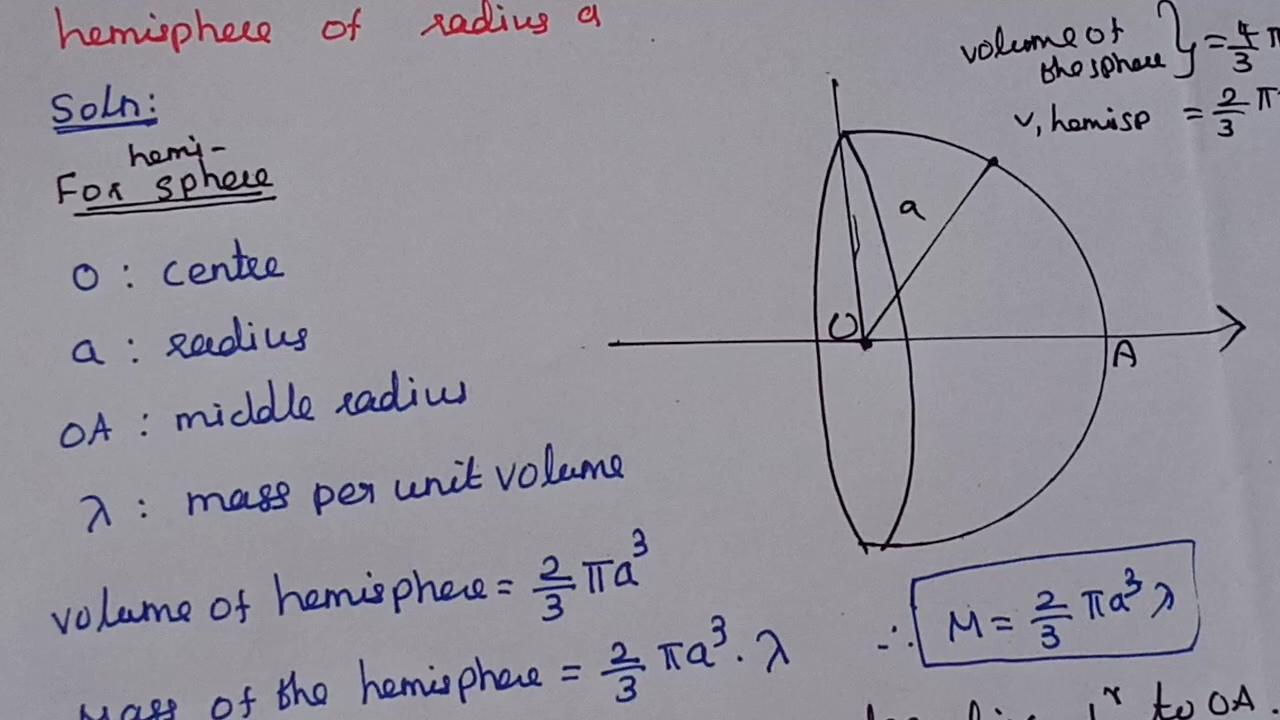 hemisphere of radius a
volume of
the sphere } = 4/3 π
v, hemisp = 2/3 π
Soln:
hemi-
For sphere
O : centre
a : radius
OA : middle radius
λ : mass per unit volume
volume of hemisphere = 2/3 πa³
Mass of the hemisphere = 2/3 πa³ . λ
∴ M = 2/3 πa³ λ
a
O
A
to OA.